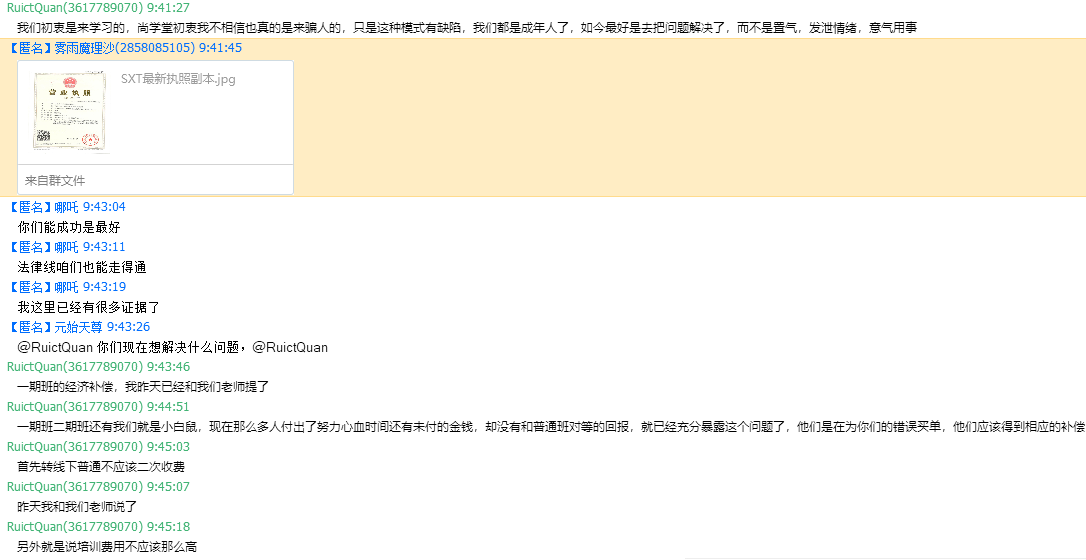 RuictQuan(3617789070) 9:41:27
我们初衷是来学习的，尚学堂初衷我不相信也真的是来骗人的，只是这种模式有缺陷，我们都是成年人了，如今最好是去把问题解决了，而不是置气，发泄情绪，意气用事
【匿名】雾雨魔理沙(2858085105) 9:41:45
SXT最新执照副本.jpg
营业执照
来自群文件
【匿名】哪吒 9:43:04
你们能成功是最好
【匿名】哪吒 9:43:11
法律线咱们也能走得通
【匿名】哪吒 9:43:19
我这里已经有很多证据了
【匿名】元始天尊 9:43:26
@RuictQuan 你们现在想解决什么问题，@RuictQuan
RuictQuan(3617789070) 9:43:46
一期班的经济补偿，我昨天已经和我们老师提了
RuictQuan(3617789070) 9:44:51
一期班二期班还有我们就是小白鼠，现在那么多人付出了努力心血时间还有未付的金钱，却没有和普通班对等的回报，就已经充分暴露这个问题了，他们是在为你们的错误买单，他们应该得到相应的补偿
RuictQuan(3617789070) 9:45:03
首先转线下普通不应该二次收费
RuictQuan(3617789070) 9:45:07
昨天我和我们老师说了
RuictQuan(3617789070) 9:45:18
另外就是说培训费用不应该那么高